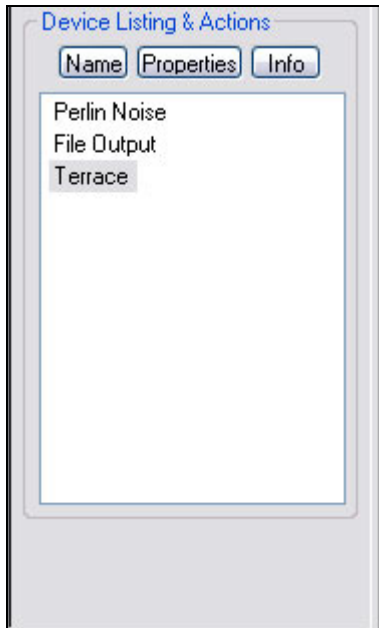 Device Listing & Actions
Name Properties Info
Perlin Noise
File Output
Terrace